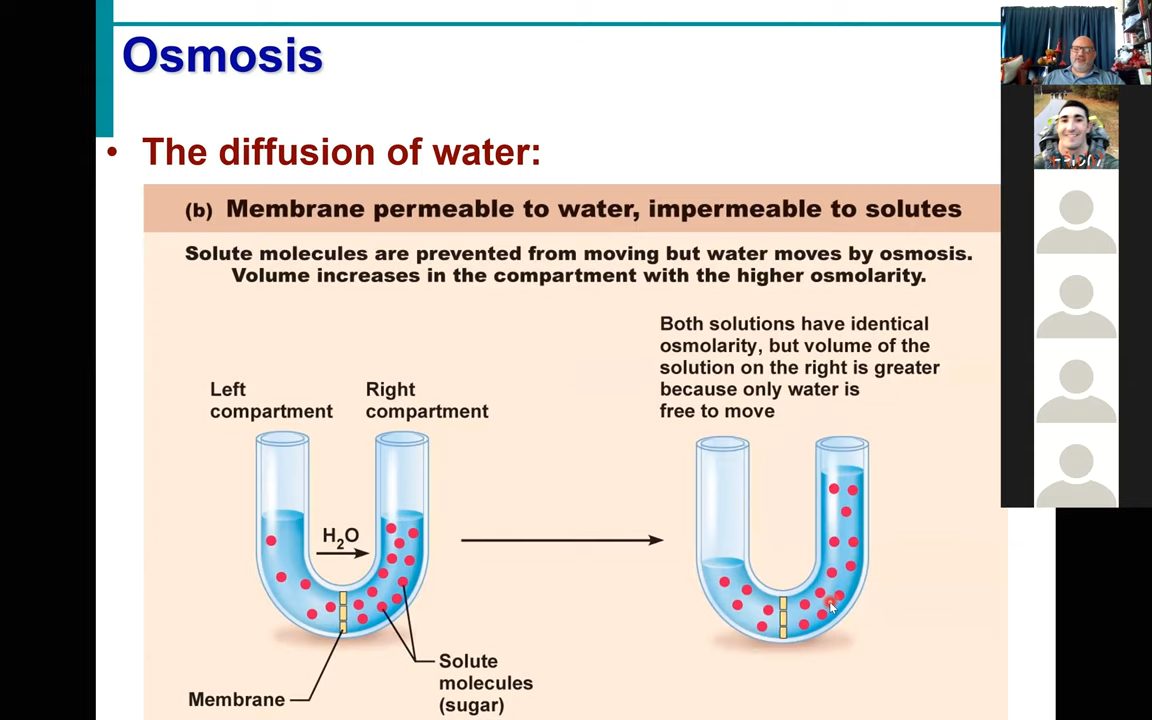 Osmosis
• The diffusion of water:
(b) Membrane permeable to water, impermeable to solutes
Solute molecules are prevented from moving but water moves by osmosis.
Volume increases in the compartment with the higher osmolarity.
Both solutions have identical
osmolarity, but volume of the
solution on the right is greater
because only water is
free to move
Left
compartment
Right
compartment
H2O
Solute
molecules
(sugar)
Membrane